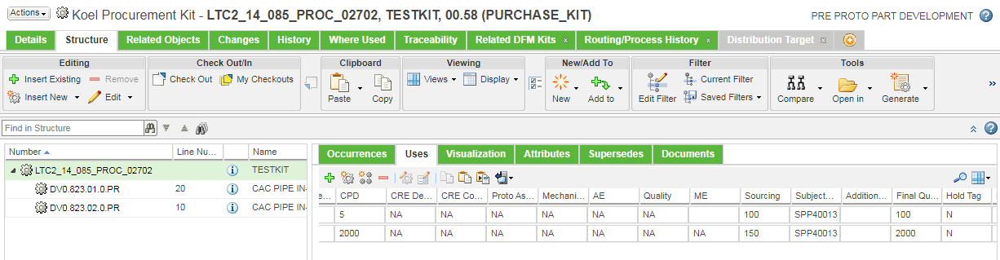 Actions Koel Procurement Kit - LTC2_14_085_PROC_02702, TESTKIT, 00.58 (PURCHASE_KIT) PRE PROTO PART DEVELOPMENT
Details Structure Related Objects Changes History Where Used Traceability Related DFM Kits x Routing/Process History x Distribution Target x
Editing Check Out/In Clipboard Viewing New/Add To Filter Tools
Insert Existing Remove Check Out My Checkouts Views Display Current Filter
Insert New Edit Paste Copy New Add to Edit Filter Saved Filters Compare Open in Generate
Find in Structure
Number Line Nu... Name
LTC2_14_085_PROC_02702 TESTKIT
DV0.823.01.0.PR 20 CAC PIPE IN-
DV0.823.02.0.PR 10 CAC PIPE IN-
Occurrences Uses Visualization Attributes Supersedes Documents
e... CPD CRE De... CRE Co... Proto As... Mechani... AE Quality ME Sourcing Subject... Addition... Final Qu... Hold Tag
5 NA NA NA NA NA NA 100 SPP40013 100 N
2000 NA NA NA NA NA NA NA 150 SPP40013 2000 N